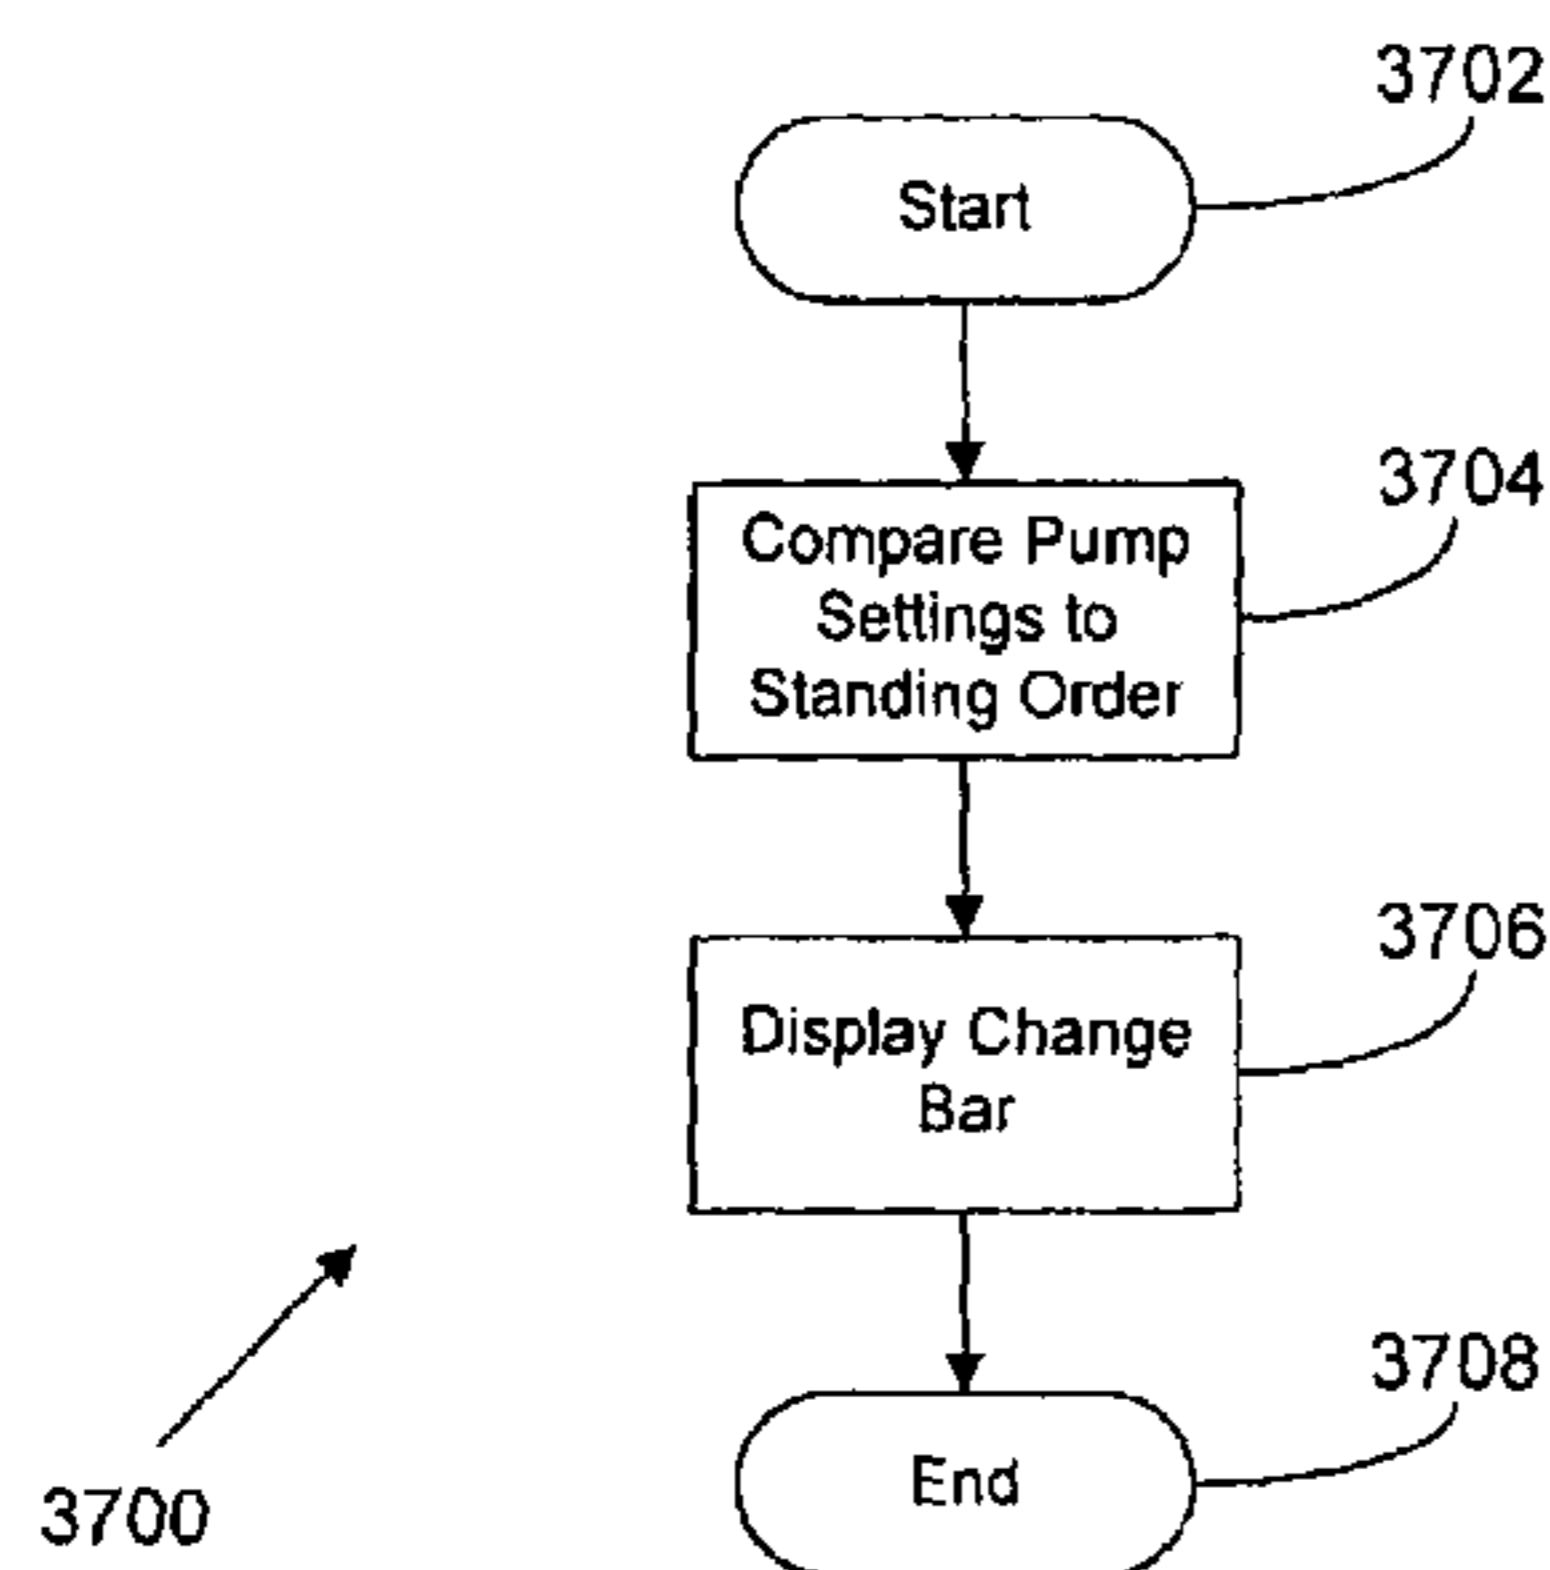 3702
Start
3704
Compare Pump
Settings to
Standing Order
3706
Display Change
Bar
3708
End
3700